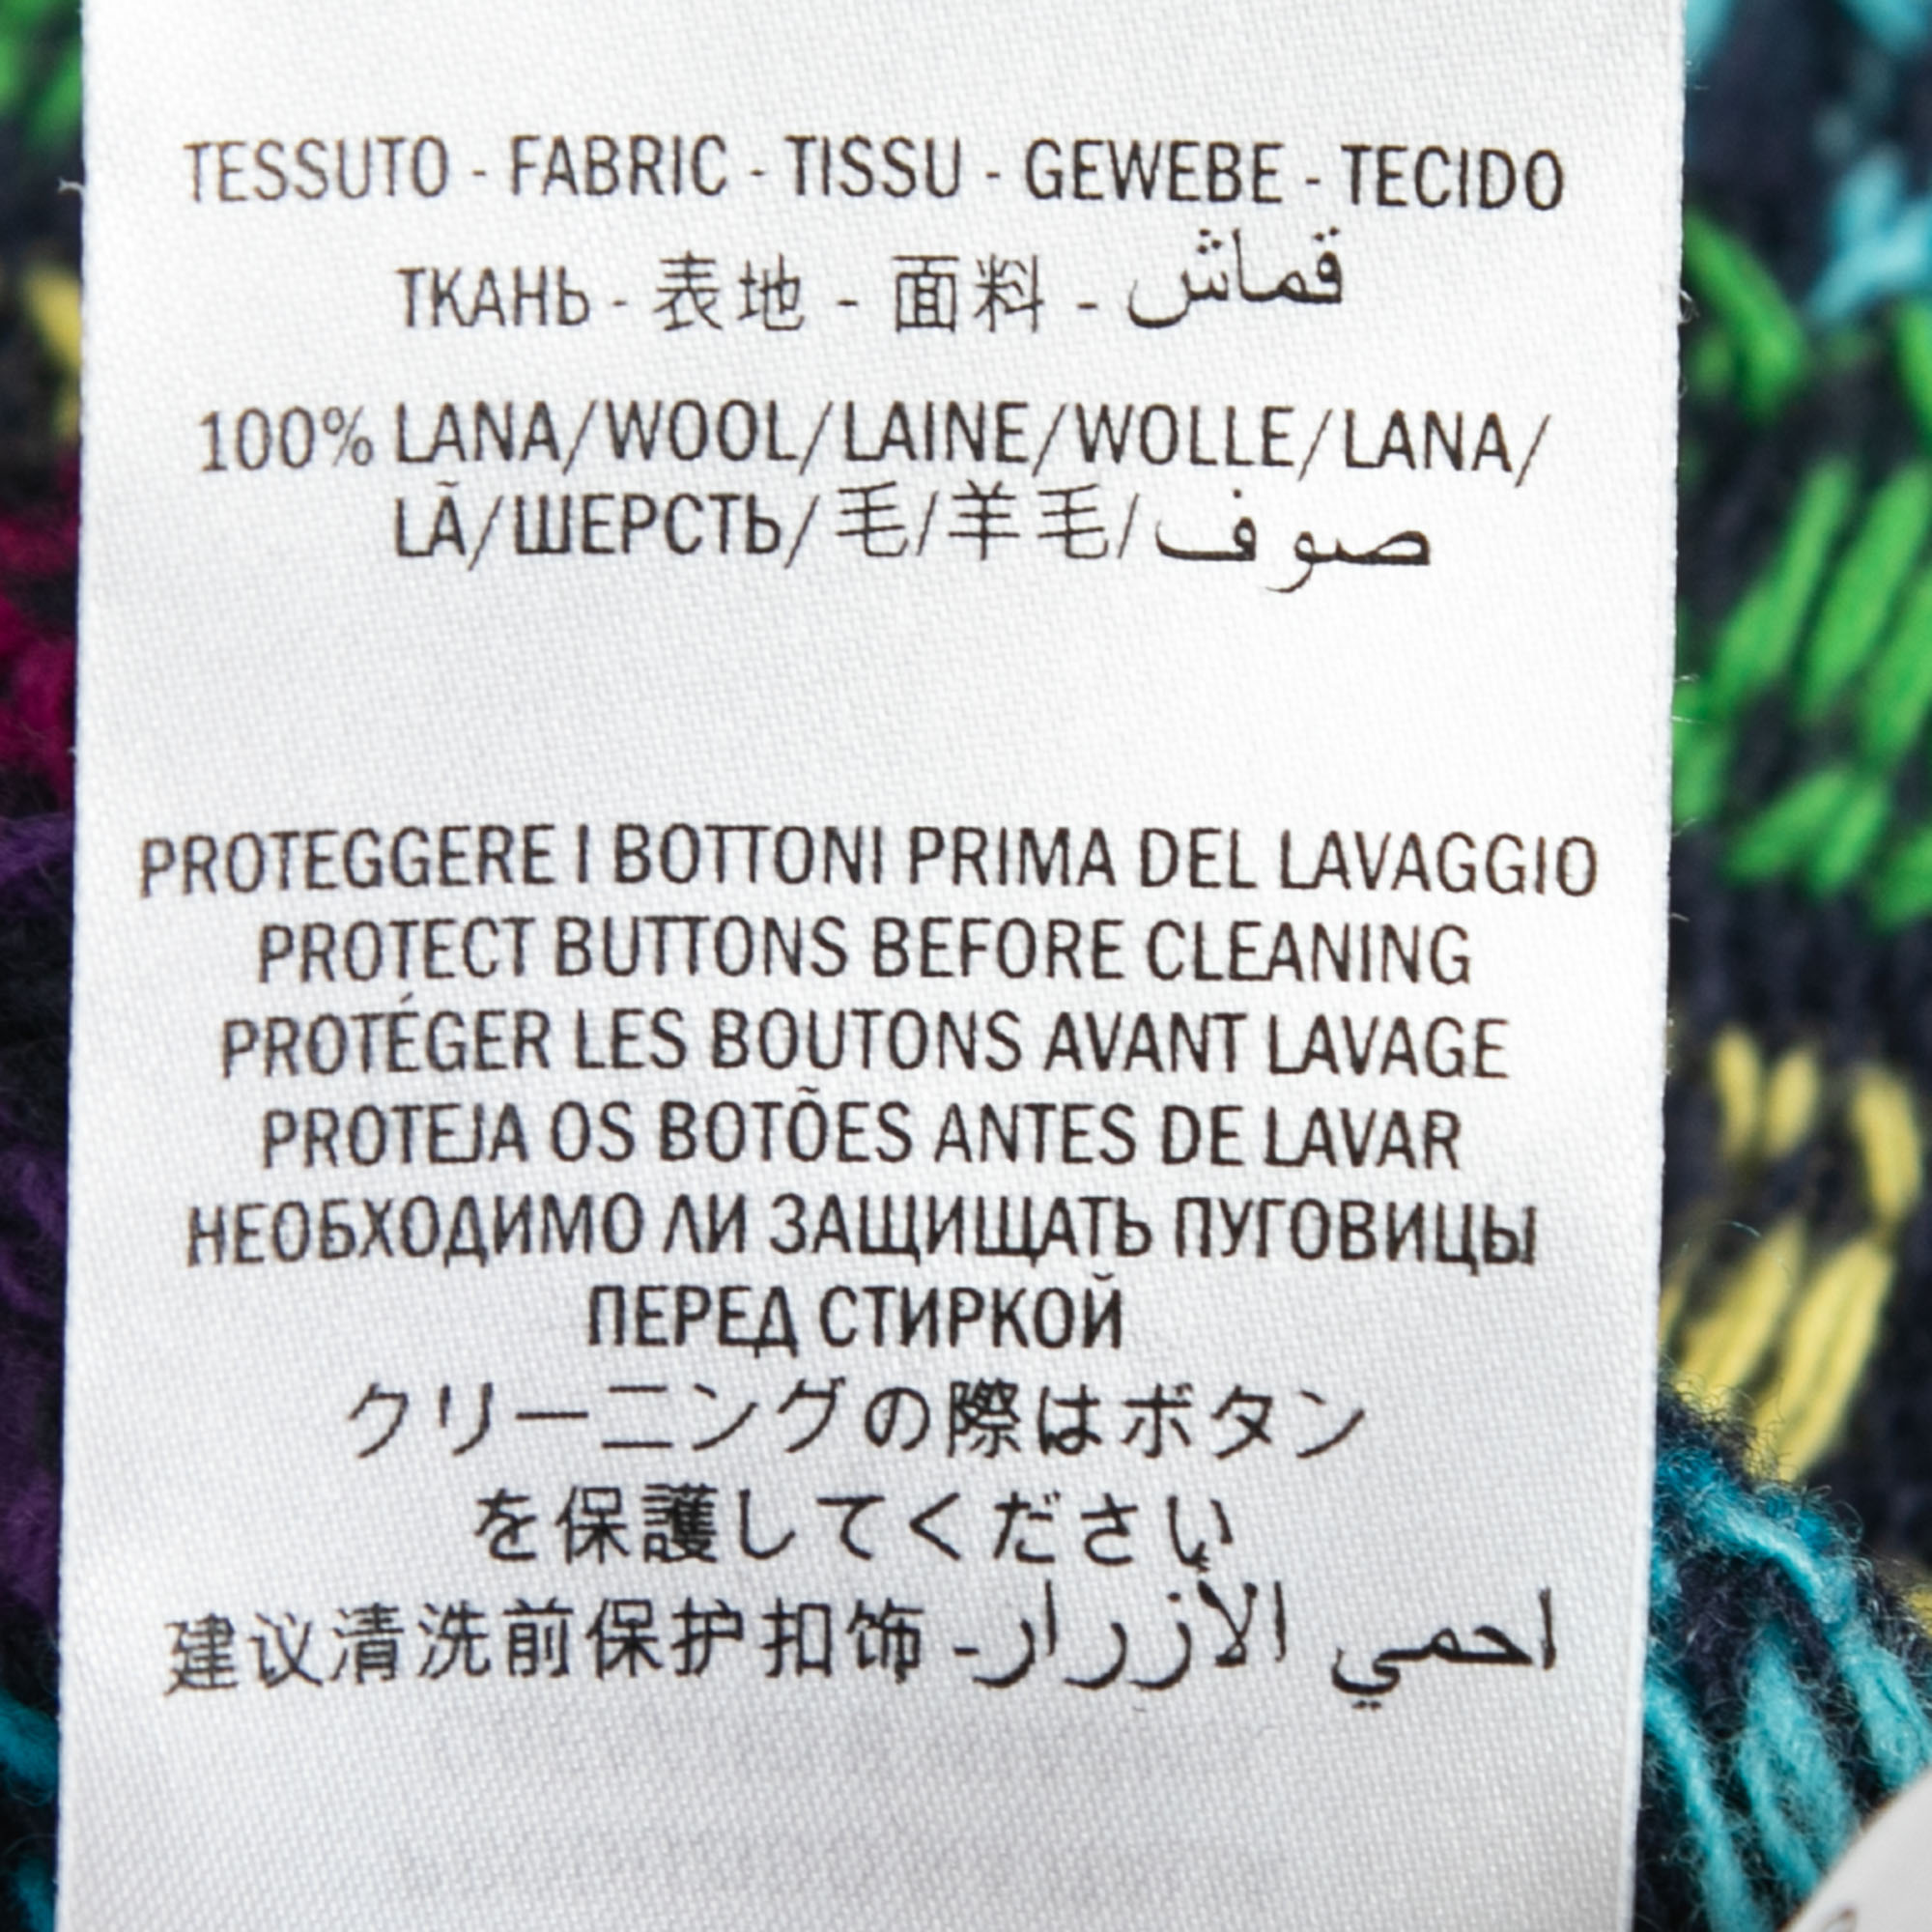 TESSUTO - FABRIC - TISSU - GEWEBE - TECIDO
ТКАНЬ - 表地 - 面料 - قماش
100% LANA/WOOL/LAINE/WOLLE/LANA/
LÃ/ШЕРСТЬ/毛/羊毛/صوف
PROTEGGERE I BOTTONI PRIMA DEL LAVAGGIO
PROTECT BUTTONS BEFORE CLEANING
PROTÉGER LES BOUTONS AVANT LAVAGE
PROTEJA OS BOTÕES ANTES DE LAVAR
НЕОБХОДИМО ЛИ ЗАЩИЩАТЬ ПУГОВИЦЫ
ПЕРЕД СТИРКОЙ
クリーニングの際はボタン
を保護してください
建议清洗前保护扣饰 - احمي الأزرار